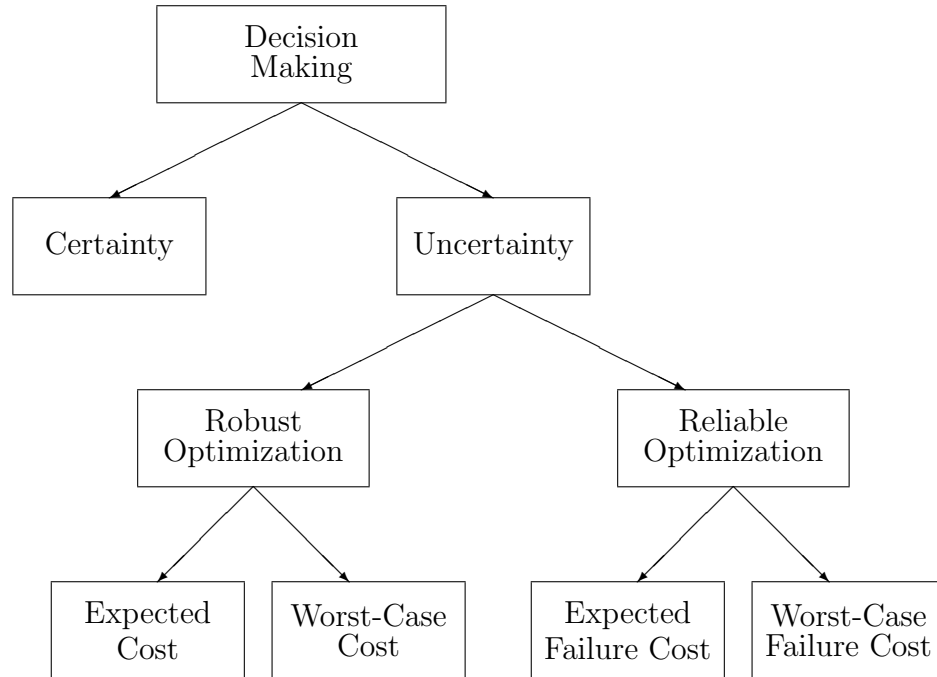 Decision
Making
Certainty
Uncertainty
Robust
Optimization
Reliable
Optimization
Expected
Cost
Worst-Case
Cost
Expected
Failure Cost
Worst-Case
Failure Cost